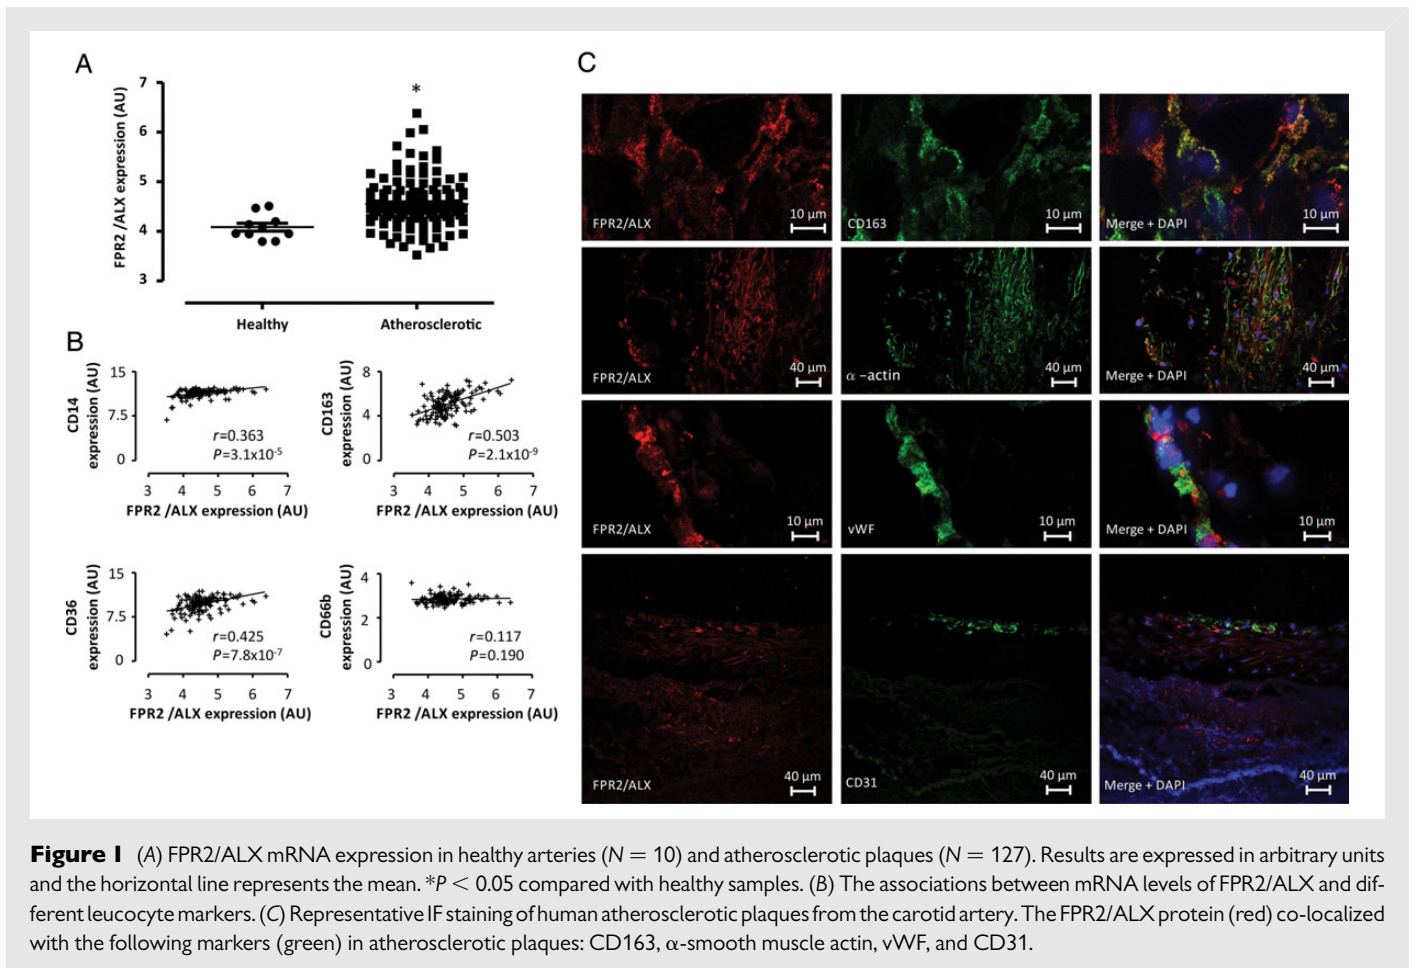 A
7
6
5
4
3
FPR2 /ALX expression (AU)
*
Healthy
Atherosclerotic
B
15
7.5
0
CD14
expression (AU)
r=0.363
P=3.1x10⁻⁵
3 4 5 6 7
FPR2 /ALX expression (AU)
8
4
0
CD163
expression (AU)
r=0.503
P=2.1x10⁻⁹
3 4 5 6 7
FPR2 /ALX expression (AU)
15
7.5
0
CD36
expression (AU)
r=0.425
P=7.8x10⁻⁷
3 4 5 6 7
FPR2 /ALX expression (AU)
4
2
0
CD66b
expression (AU)
r=0.117
P=0.190
3 4 5 6 7
FPR2 /ALX expression (AU)
C
FPR2/ALX
10 µm
CD163
10 µm
Merge + DAPI
10 µm
FPR2/ALX
40 µm
α –actin
40 µm
Merge + DAPI
40 µm
FPR2/ALX
10 µm
vWF
10 µm
Merge + DAPI
10 µm
FPR2/ALX
40 µm
CD31
40 µm
Merge + DAPI
40 µm
Figure 1 (A) FPR2/ALX mRNA expression in healthy arteries (N = 10) and atherosclerotic plaques (N = 127). Results are expressed in arbitrary units
and the horizontal line represents the mean. *P < 0.05 compared with healthy samples. (B) The associations between mRNA levels of FPR2/ALX and dif-
ferent leucocyte markers. (C) Representative IF staining of human atherosclerotic plaques from the carotid artery. The FPR2/ALX protein (red) co-localized
with the following markers (green) in atherosclerotic plaques: CD163, α-smooth muscle actin, vWF, and CD31.